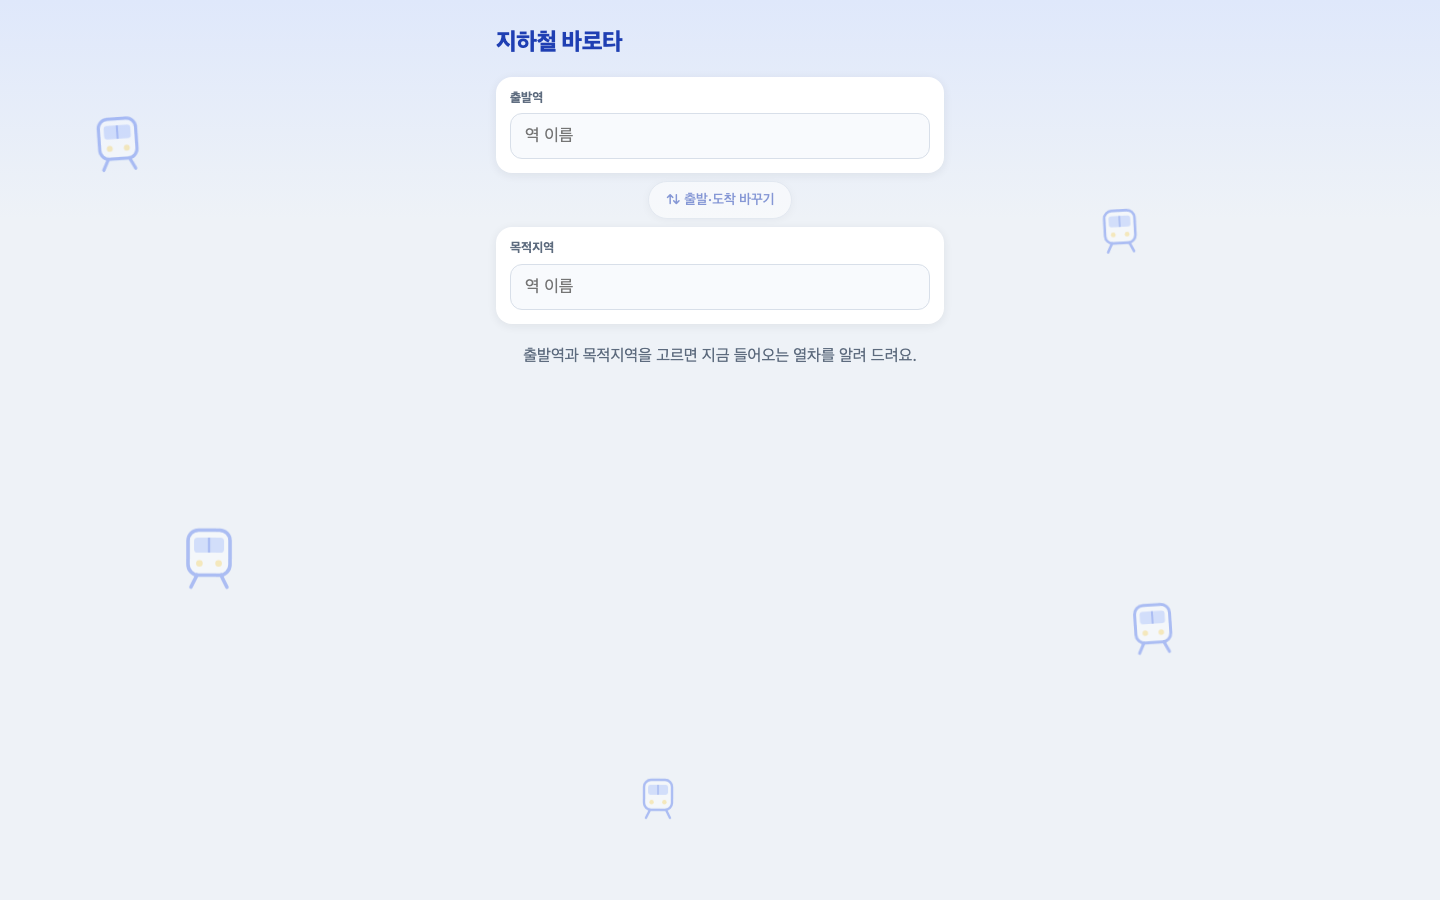 지하철 바로타
출발역
역 이름
⇅ 출발·도착 바꾸기
목적지역
역 이름
출발역과 목적지역을 고르면 지금 들어오는 열차를 알려 드려요.